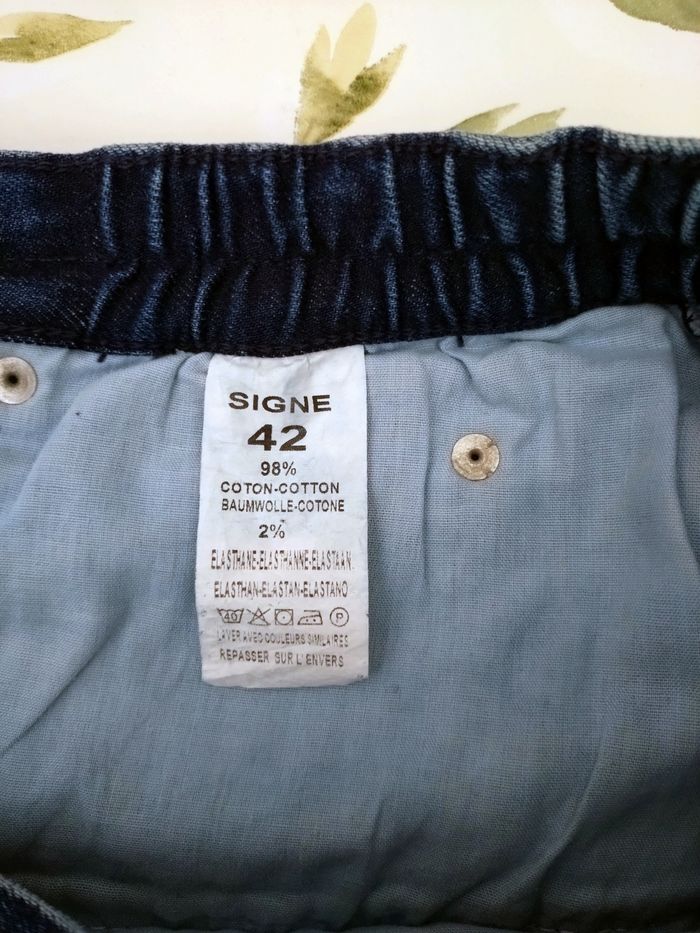 SIGNE
42
98%
COTON-COTTON
BAUMWOLLE-COTONE
2%
ELASTHANE-ELASTHANNE-ELASTAAN
ELASTHAN-ELASTAN-ELASTANO
40 P
LAVER AVEC COULEURS SIMILAIRES
REPASSER SUR L'ENVERS